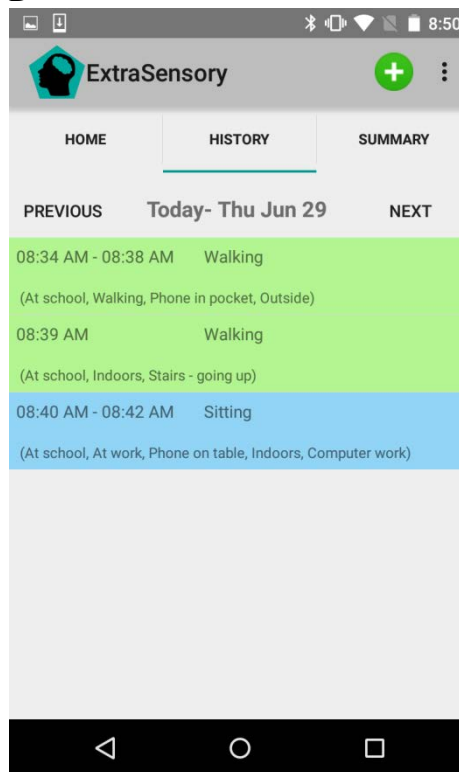 8:50
ExtraSensory
HOME HISTORY SUMMARY
PREVIOUS Today- Thu Jun 29 NEXT
08:34 AM - 08:38 AM Walking
(At school, Walking, Phone in pocket, Outside)
08:39 AM Walking
(At school, Indoors, Stairs - going up)
08:40 AM - 08:42 AM Sitting
(At school, At work, Phone on table, Indoors, Computer work)